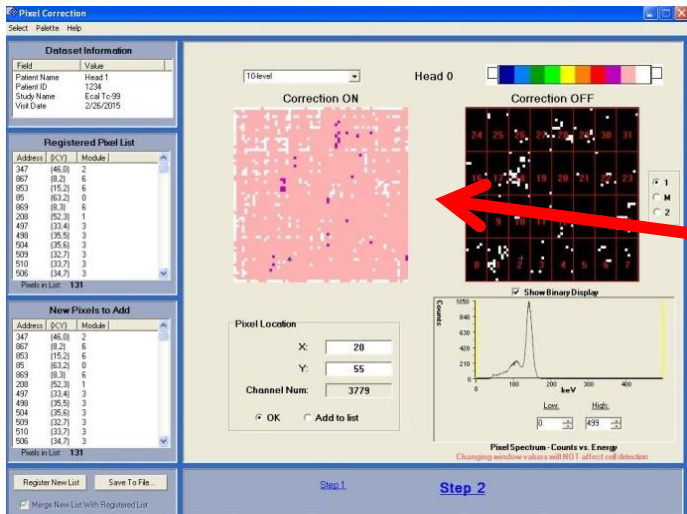 Pixel Correction
Select Palette Help
Dataset Information
Field Value
Patient Name Head 1
Patient ID 1234
Study Name Ecal Tc-99
Visit Date 2/26/2015
Registered Pixel List
Address (X,Y) Module
347 (46,0) 2
867 (8,2) 6
853 (15,2) 6
85 (63,2) 0
869 (8,3) 6
208 (52,3) 1
497 (33,4) 3
498 (35,5) 3
504 (35,6) 3
509 (32,7) 3
510 (33,7) 3
506 (34,7) 3
Pixels in List: 131
New Pixels to Add
Address (X,Y) Module
347 (46,0) 2
867 (8,2) 6
853 (15,2) 6
85 (63,2) 0
869 (8,3) 6
208 (52,3) 1
497 (33,4) 3
498 (35,5) 3
504 (35,6) 3
509 (32,7) 3
510 (33,7) 3
506 (34,7) 3
Pixels in List: 131
Register New List Save To File...
Merge New List With Registered List
10-level
Head 0
Correction ON
Correction OFF
24 25 26 27 28 29 30 31
16 17 18 19 20 21 22 23
8 9 10 11 12 13 14
0 1 2 3 4 5 6 7
1
M
2
Show Binary Display
Pixel Location
X: 20
Y: 55
Channel Num: 3779
OK Add to list
Counts
1050
840
630
420
210
0
0 100 200 300 400
keV
Low: High:
0 499
Pixel Spectrum - Counts vs. Energy
Changing window values will NOT affect cell detection
Step 1
Step 2